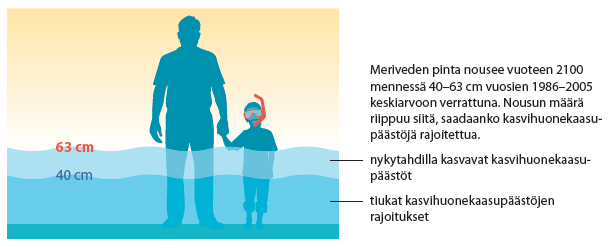 63 cm
40 cm
Meriveden pinta nousee vuoteen 2100
mennessä 40–63 cm vuosien 1986–2005
keskiarvoon verrattuna. Nousun määrä
riippuu siitä, saadaanko kasvihuonekaasu-
päästöjä rajoitettua.
nykytahdilla kasvavat kasvihuonekaasu-
päästöt
tiukat kasvihuonekaasupäästöjen
rajoitukset